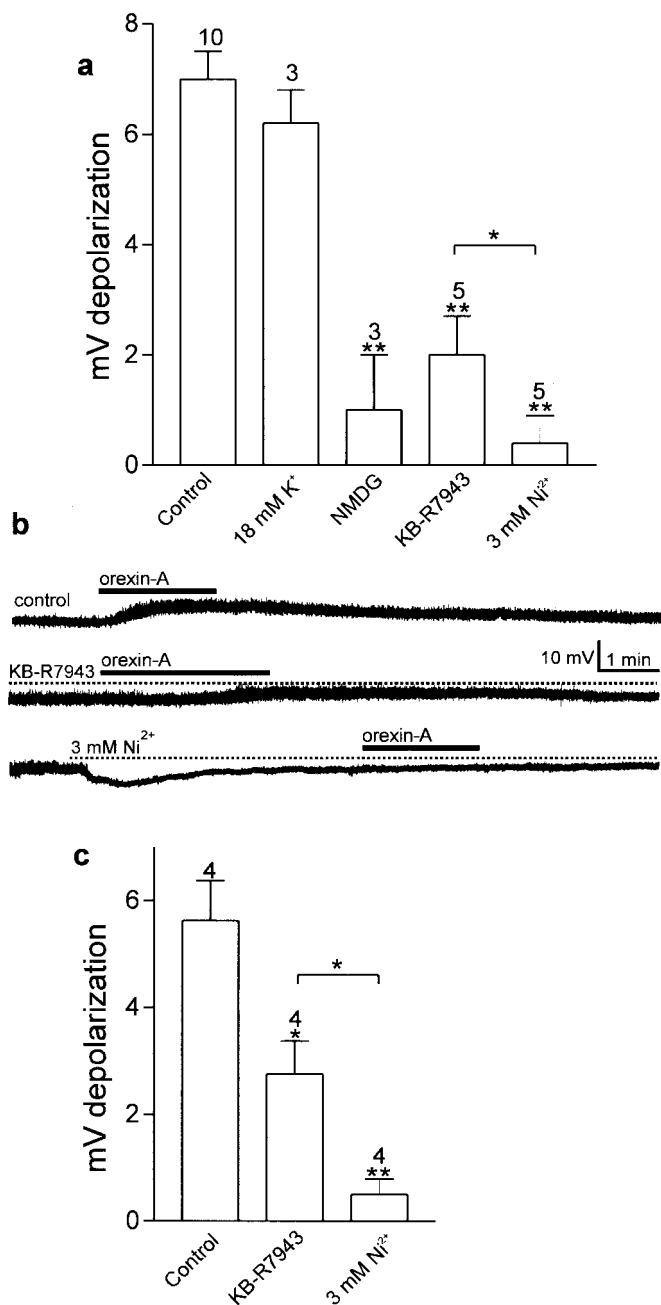 a
mV depolarization
8
6
4
2
0
10
3
3
**
5
**
*
5
**
Control
18 mM K⁺
NMDG
KB-R7943
3 mM Ni²⁺
b
control
orexin-A
KB-R7943
orexin-A
10 mV
1 min
3 mM Ni²⁺
orexin-A
c
mV depolarization
6
4
2
0
4
4
*
*
4
**
Control
KB-R7943
3 mM Ni²⁺